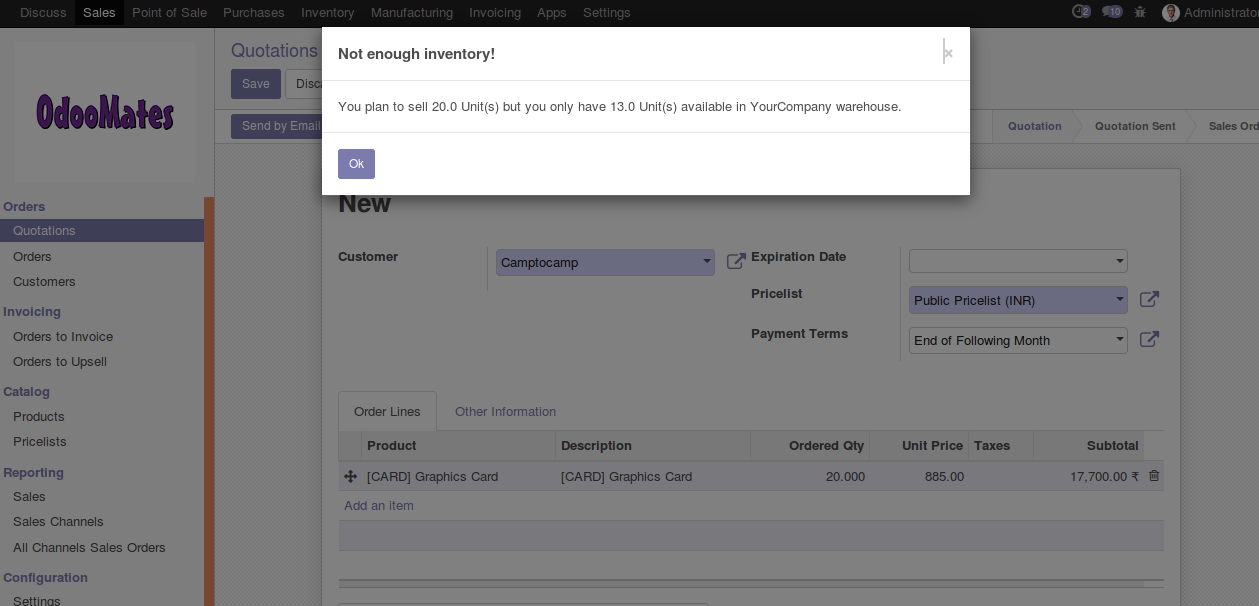 Discuss Sales Point of Sale Purchases Inventory Manufacturing Invoicing Apps Settings 2 10
OdooMates
Orders
Quotations
Orders
Customers
Invoicing
Orders to Invoice
Orders to Upsell
Catalog
Products
Pricelists
Reporting
Sales
Sales Channels
All Channels Sales Orders
Configuration
Settings
Quotations
Save
Send by Email
Quotation Quotation Sent
Not enough inventory! ×
You plan to sell 20.0 Unit(s) but you only have 13.0 Unit(s) available in YourCompany warehouse.
Ok
New
Customer Camptocamp
Expiration Date
Pricelist Public Pricelist (INR)
Payment Terms End of Following Month
Order Lines Other Information
Product Description Ordered Qty Unit Price Taxes Subtotal
[CARD] Graphics Card [CARD] Graphics Card 20.000 885.00 17,700.00 ₹
Add an item